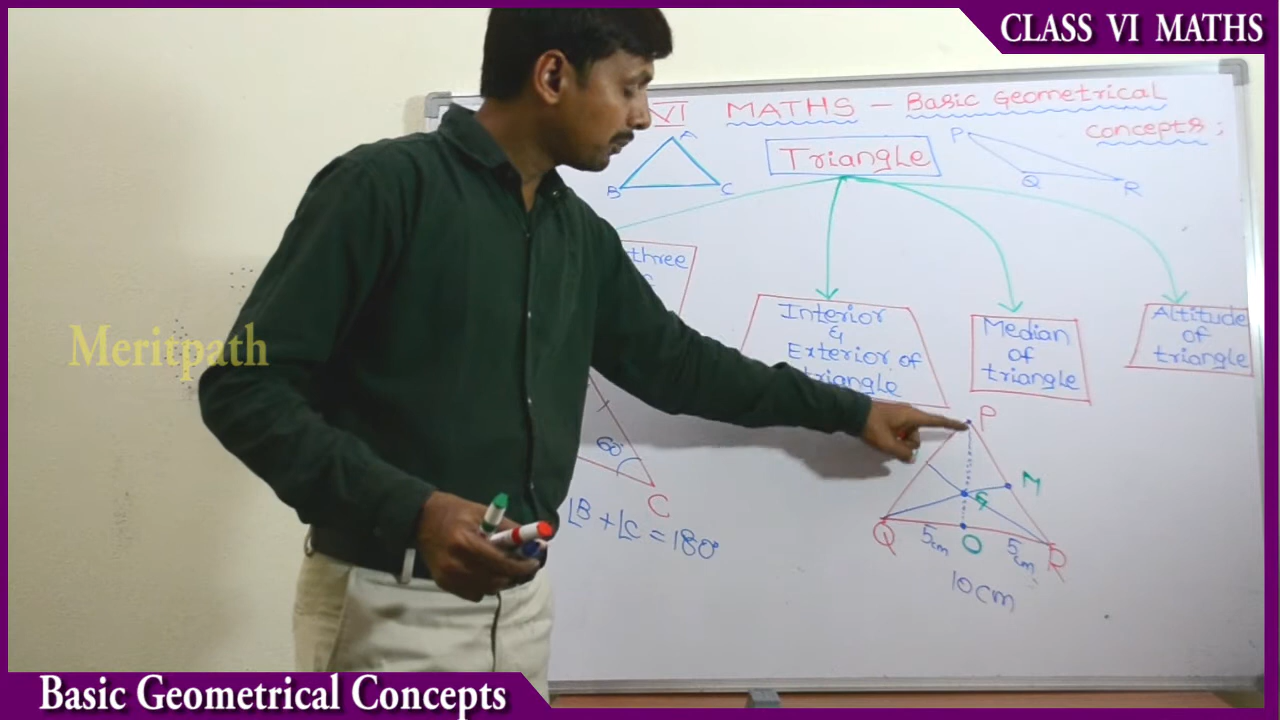 CLASS VI MATHS
VI MATHS - Basic Geometrical
Concepts;
A
B
C
Triangle
P
Q
R
three
Interior
&
Exterior of
triangle
Median
of
triangle
Altitude
of
triangle
Meritpath
60°
C
∠B + ∠C = 180°
P
M
G
Q
5cm
O
5cm
R
10cm
Basic Geometrical Concepts